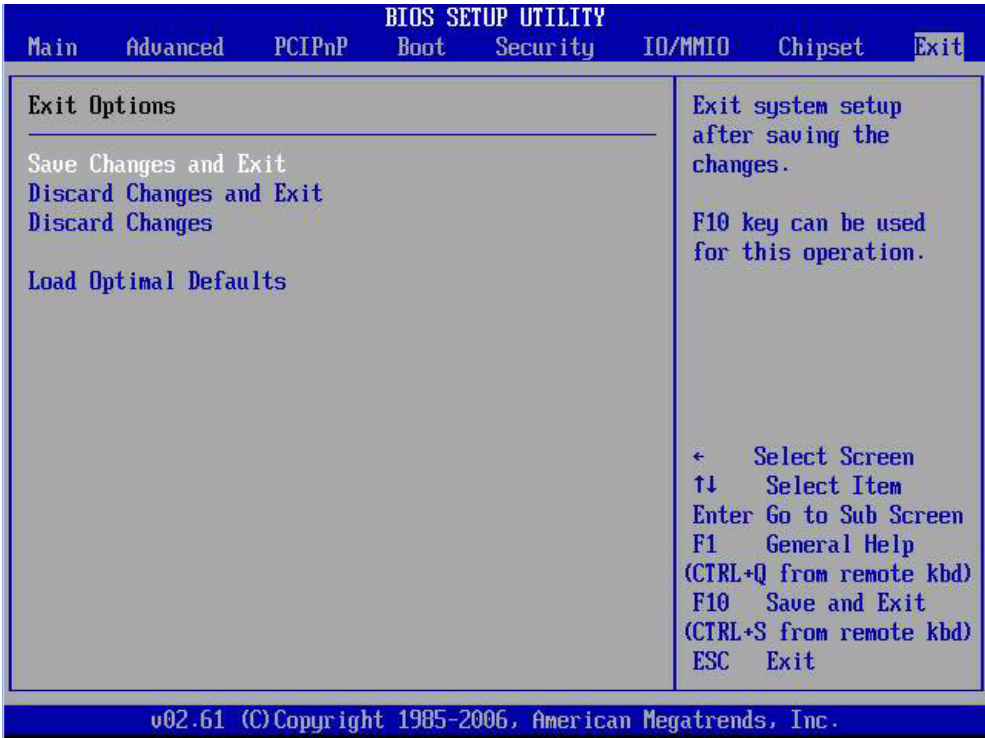 BIOS SETUP UTILITY
Main Advanced PCIPnP Boot Security IO/MMIO Chipset Exit
Exit Options
Save Changes and Exit
Discard Changes and Exit
Discard Changes
Load Optimal Defaults
Exit system setup
after saving the
changes.
F10 key can be used
for this operation.
← Select Screen
↑↓ Select Item
Enter Go to Sub Screen
F1 General Help
(CTRL+Q from remote kbd)
F10 Save and Exit
(CTRL+S from remote kbd)
ESC Exit
v02.61 (C)Copyright 1985-2006, American Megatrends, Inc.